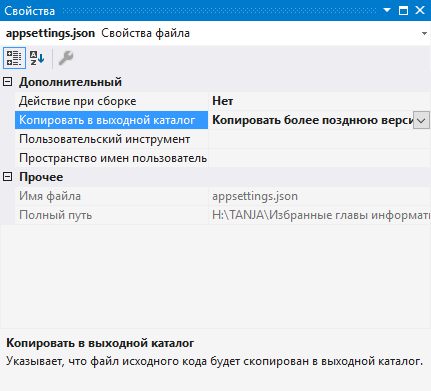 Свойства
appsettings.json Свойства файла
Дополнительный
Действие при сборке Нет
Копировать в выходной каталог Копировать более позднюю верси
Пользовательский инструмент
Пространство имен пользователь
Прочее
Имя файла appsettings.json
Полный путь H:\TANJA\Избранные главы информати
Копировать в выходной каталог
Указывает, что файл исходного кода будет скопирован в выходной каталог.